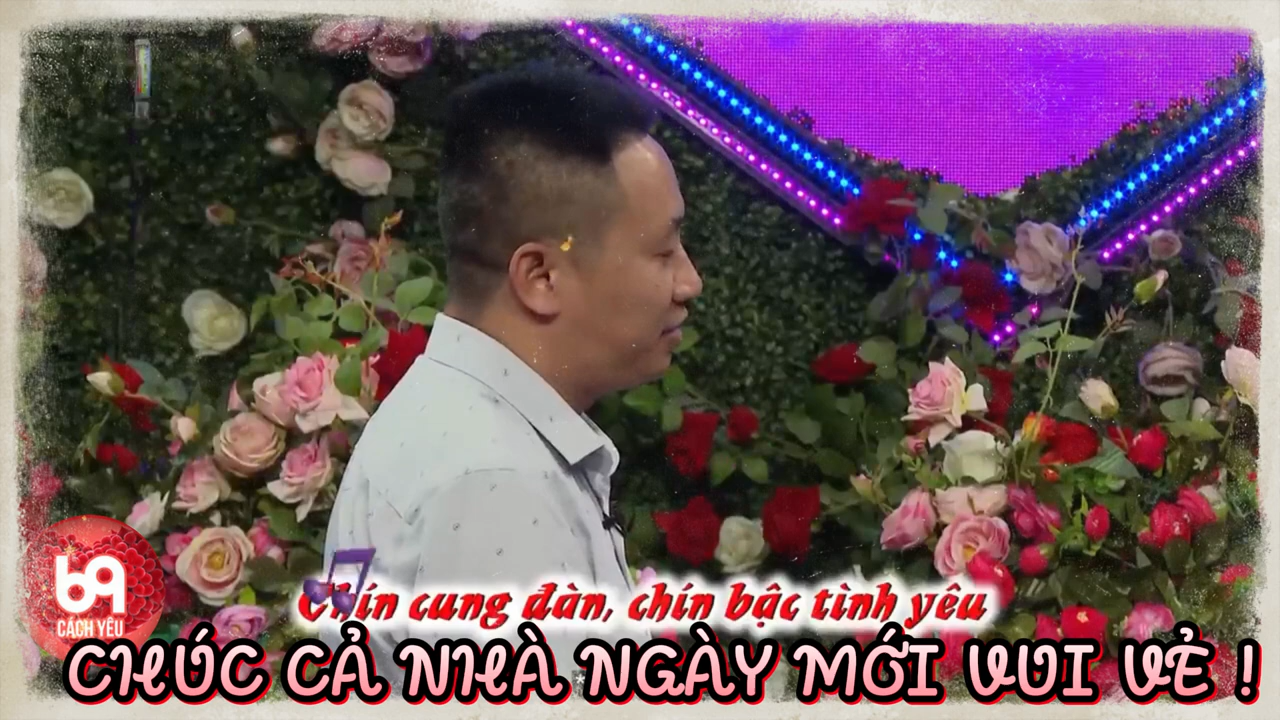 Chín cung đàn, chín bậc tình yêu
69
CÁCH YÊU
CHÚC CẢ NHÀ NGÀY MỚI VUI VẺ !